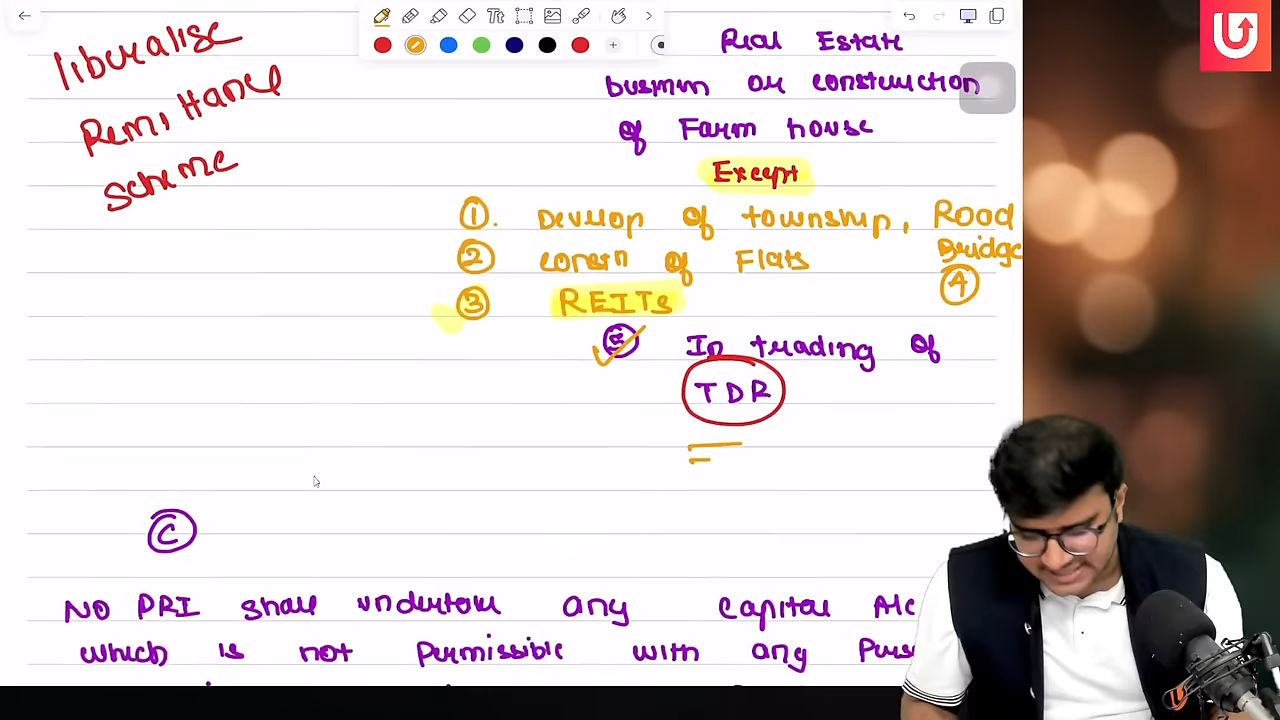 liberalise
Remittance
scheme
Tt
Real Estate
business or construction
of Farm house
Except
①. Develop of township, Road
Bridge
② constn of Flats
④
③ REITs
⑤ In trading of
TDR
Ⓒ
NO PRI shall undertake any Capital A/c
which is not Permissible with any Pers